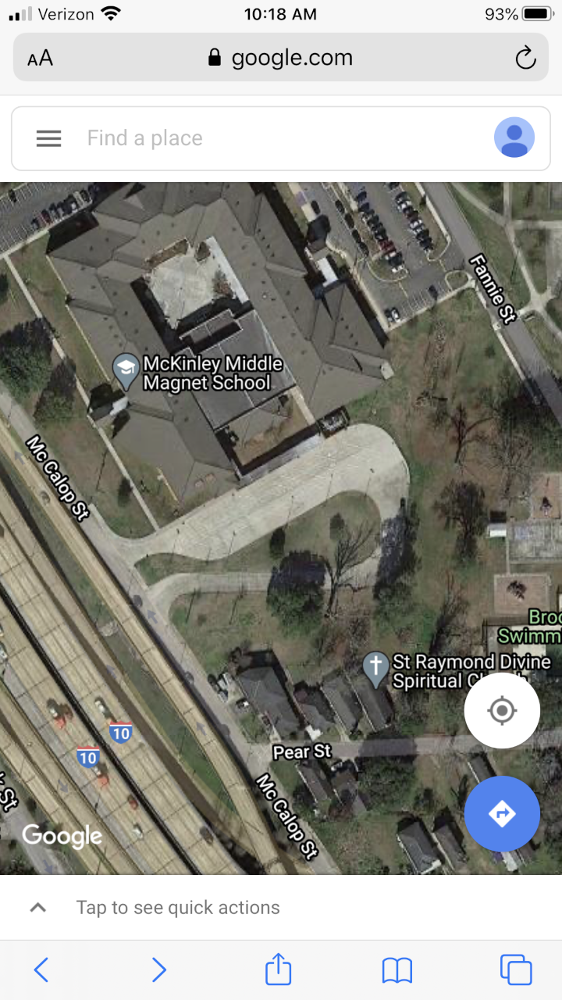 Verizon
10:18 AM
93%
AA
google.com
Find a place
Fannie St
McKinley Middle
Magnet School
Mc Calop St
Broo
Swimm
St Raymond Divine
Spiritual Ch
10
10
Pear St
Mc Calop St
St
Google
Tap to see quick actions